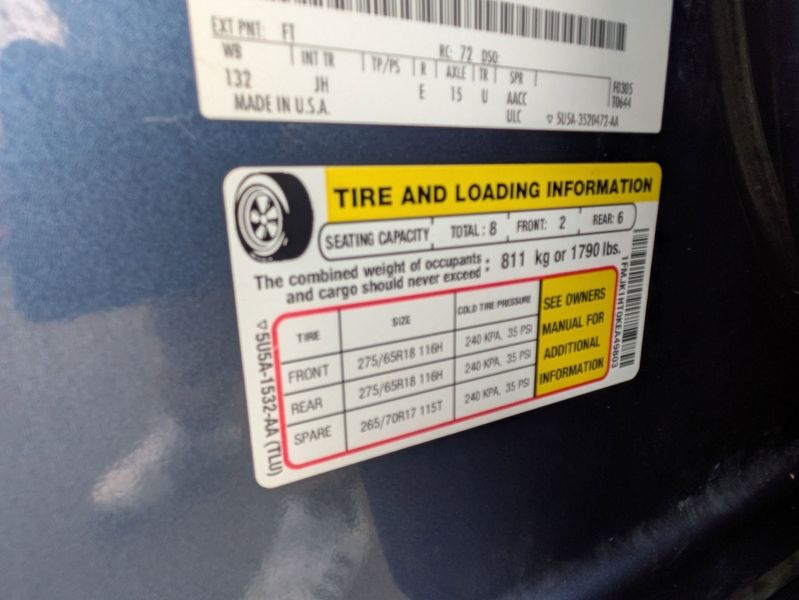 EXT PNT: FT
RC: 72 DSO:
WB INT TR TP/PS R AXLE TR SPR
132 JH E 15 U AACC
F0305
T0644
MADE IN U.S.A.
ULC
▽ 5U5A-3520472-AA
TIRE AND LOADING INFORMATION
SEATING CAPACITY TOTAL: 8 FRONT: 2 REAR: 6
The combined weight of occupants
and cargo should never exceed : 811 kg or 1790 lbs.
TIRE SIZE COLD TIRE PRESSURE
FRONT 275/65R18 116H 240 KPA, 35 PSI
REAR 275/65R18 116H 240 KPA, 35 PSI
SPARE 265/70R17 115T 240 KPA, 35 PSI
SEE OWNERS
MANUAL FOR
ADDITIONAL
INFORMATION
▽5U5A-1532-AA (TLU)
1FMJK1HT0KEA49803